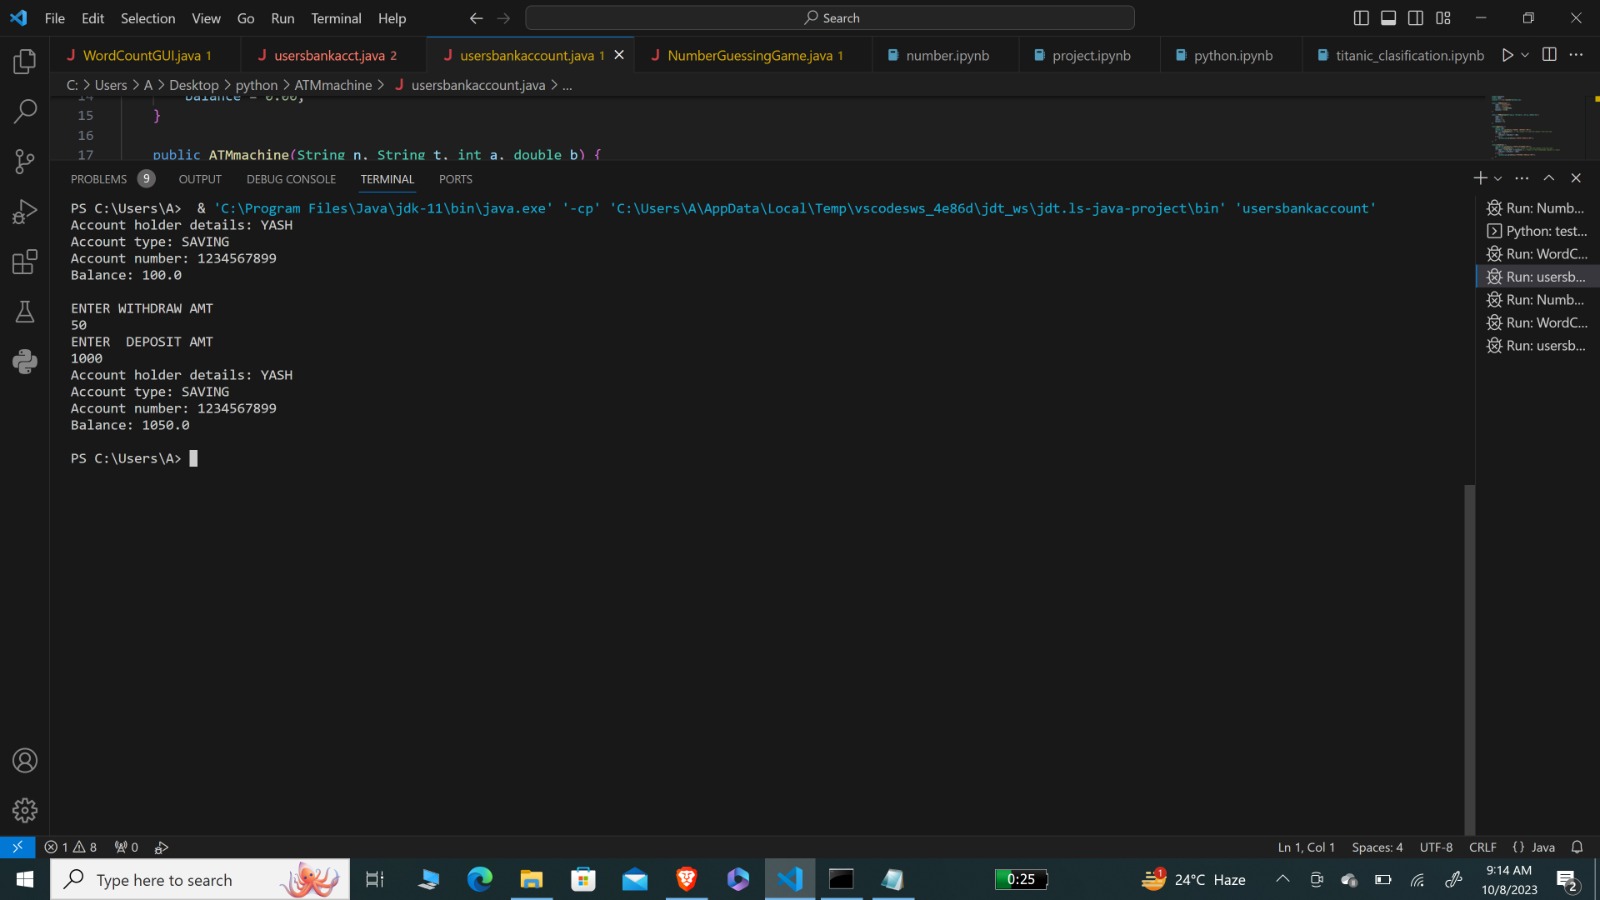 File Edit Selection View Go Run Terminal Help
Search
WordCountGUI.java 1 usersbankacct.java 2 usersbankaccount.java 1 NumberGuessingGame.java 1 number.ipynb project.ipynb python.ipynb titanic_clasification.ipynb
C: > Users > A > Desktop > python > ATMmachine > usersbankaccount.java > ...
14 balance = 0.00;
15 }
16
17 public ATMmachine(String n, String t, int a, double b) {
PROBLEMS 9 OUTPUT DEBUG CONSOLE TERMINAL PORTS
PS C:\Users\A>  & 'C:\Program Files\Java\jdk-11\bin\java.exe' '-cp' 'C:\Users\A\AppData\Local\Temp\vscodesws_4e86d\jdt_ws\jdt.ls-java-project\bin' 'usersbankaccount'
Account holder details: YASH
Account type: SAVING
Account number: 1234567899
Balance: 100.0
ENTER WITHDRAW AMT
50
ENTER  DEPOSIT AMT
1000
Account holder details: YASH
Account type: SAVING
Account number: 1234567899
Balance: 1050.0
PS C:\Users\A>
Run: Numb...
Python: test...
Run: WordC...
Run: usersb...
Run: Numb...
Run: WordC...
Run: usersb...
1 8 0 Ln 1, Col 1 Spaces: 4 UTF-8 CRLF {} Java
Type here to search 0:25 1 24°C Haze 9:14 AM
10/8/2023 2